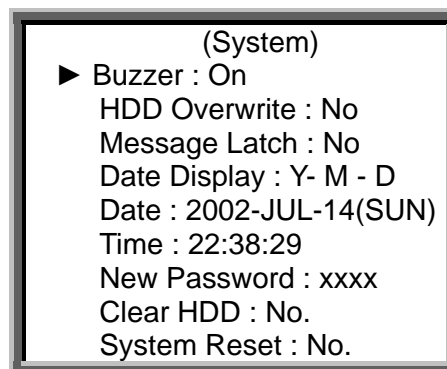 (System)
► Buzzer : On
HDD Overwrite : No
Message Latch : No
Date Display : Y- M - D
Date : 2002-JUL-14(SUN)
Time : 22:38:29
New Password : xxxx
Clear HDD : No.
System Reset : No.